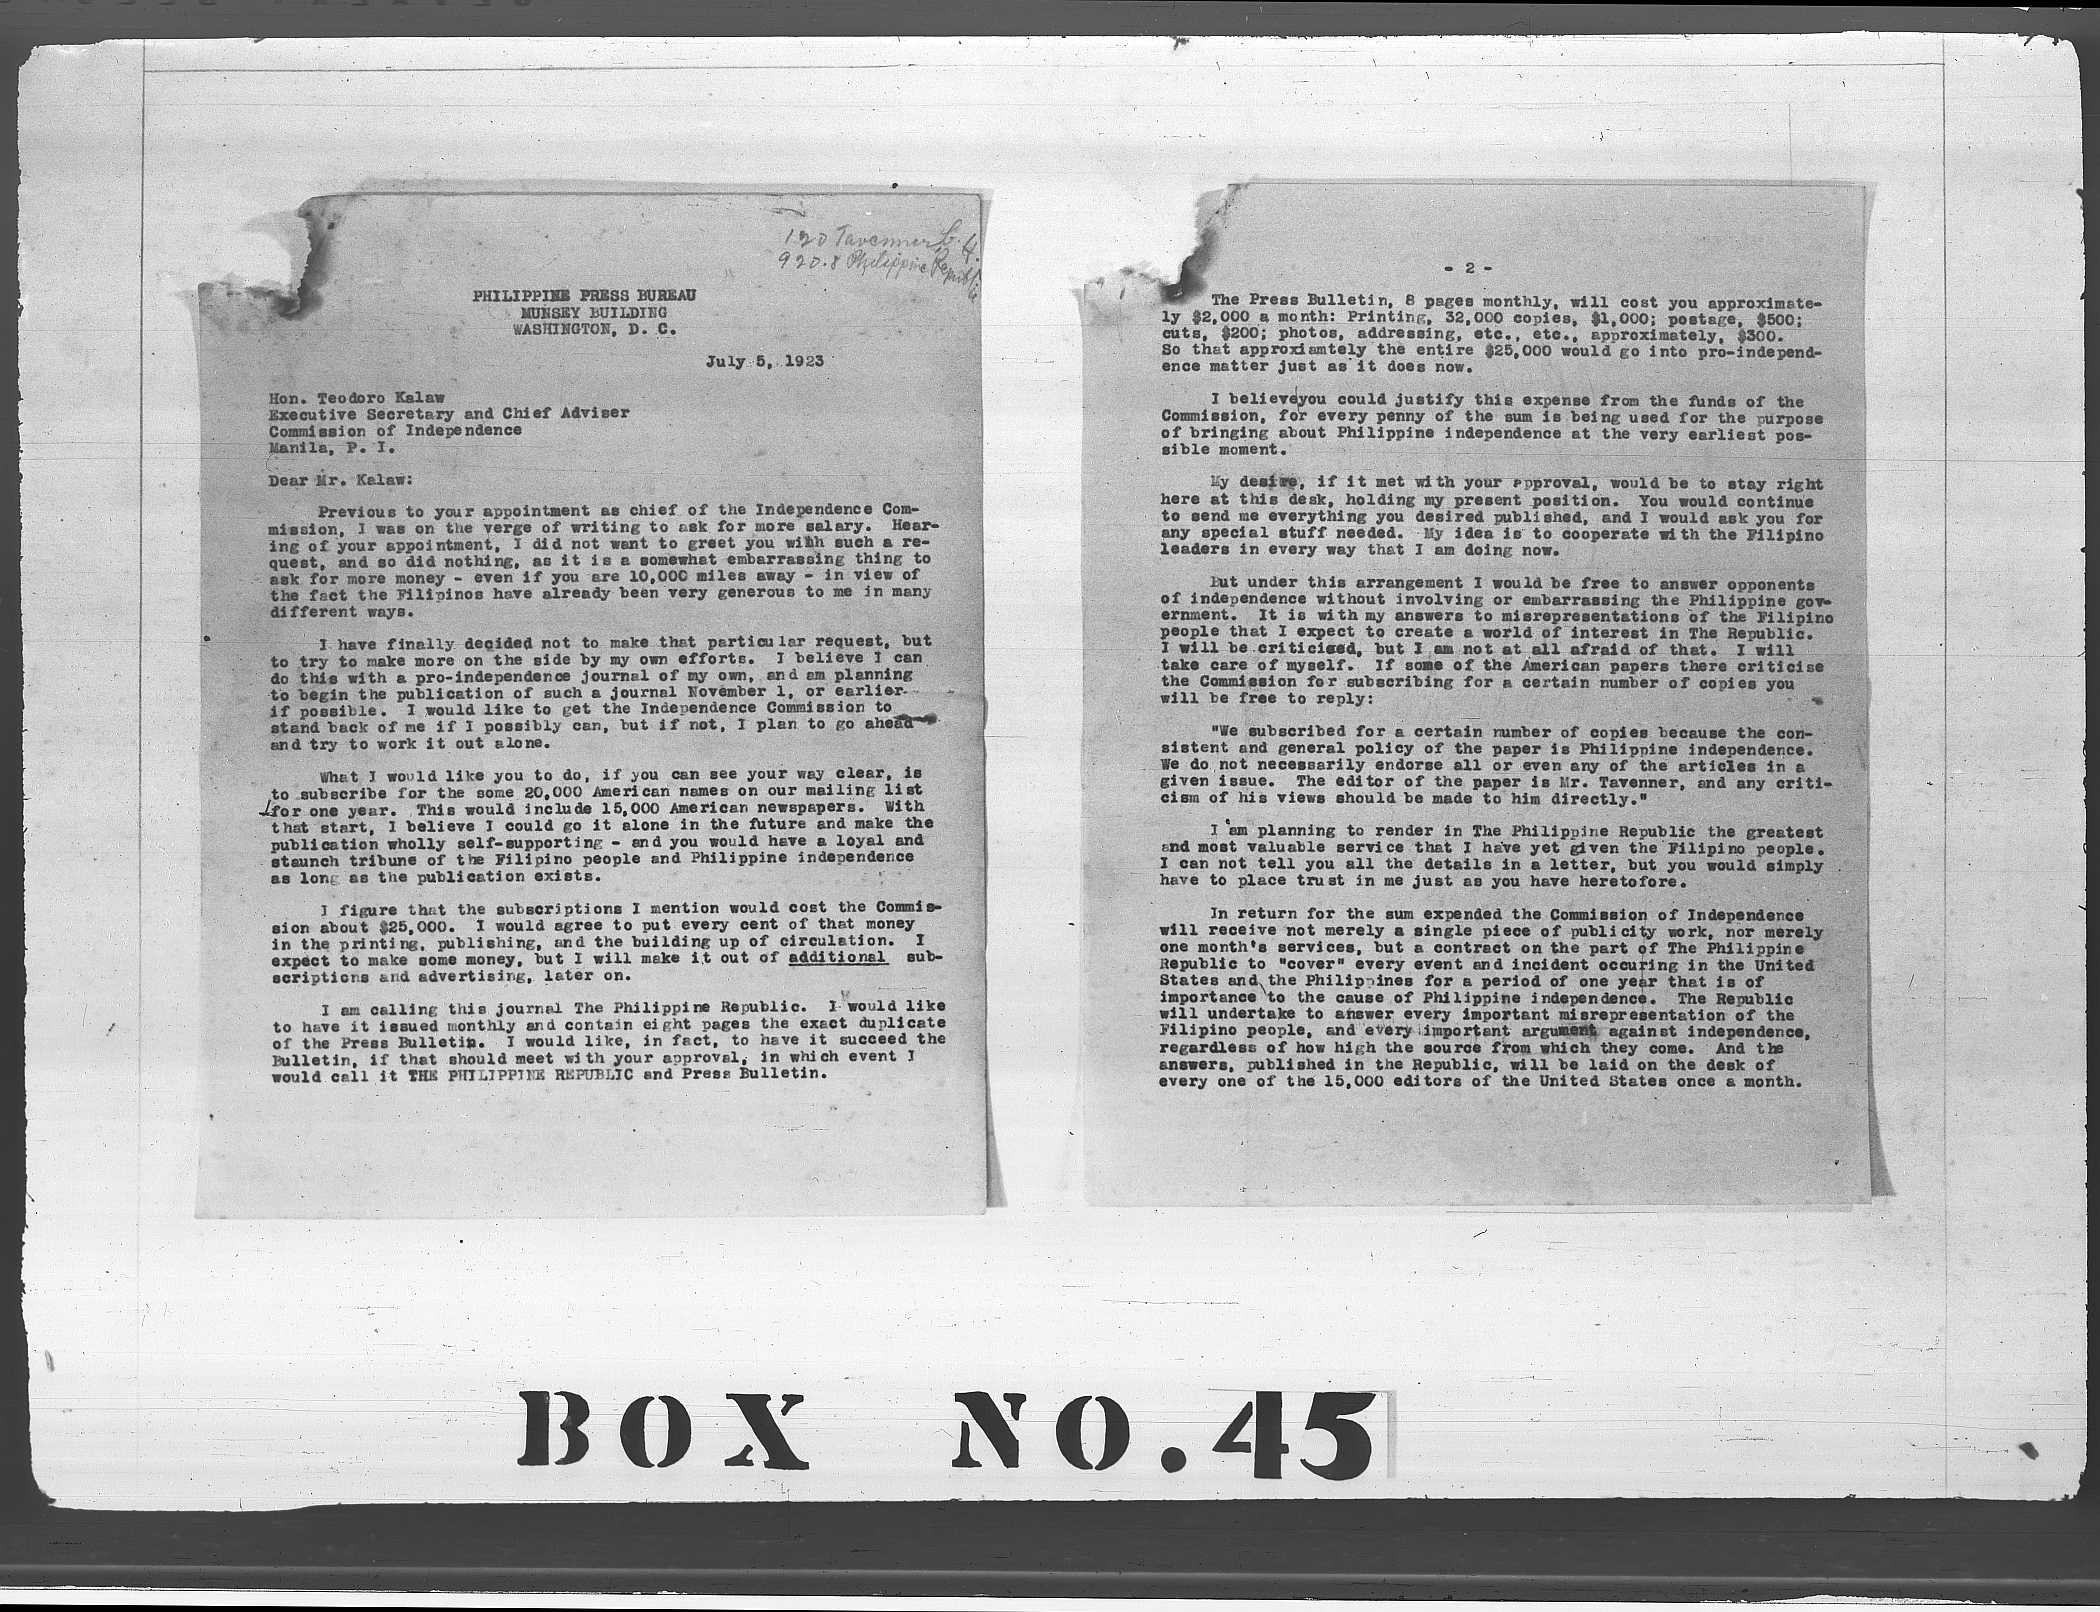 120 Tavenner C. H.
920.8 Philippine Republic
PHILIPPINE PRESS BUREAU
MUNSEY BUILDING
WASHINGTON, D. C.
July 5, 1923
Hon. Teodoro Kalaw
Executive Secretary and Chief Adviser
Commission of Independence
Manila, P. I.
Dear Mr. Kalaw:
Previous to your appointment as chief of the Independence Com-
mission, I was on the verge of writing to ask for more salary. Hear-
ing of your appointment, I did not want to greet you with such a re-
quest, and so did nothing, as it is a somewhat embarrassing thing to
ask for more money - even if you are 10,000 miles away - in view of
the fact the Filipinos have already been very generous to me in many
different ways.
I have finally decided not to make that particular request, but
to try to make more on the side by my own efforts. I believe I can
do this with a pro-independence journal of my own, and am planning
to begin the publication of such a journal November 1, or earlier
if possible. I would like to get the Independence Commission to
stand back of me if I possibly can, but if not, I plan to go ahead
and try to work it out alone.
What I would like you to do, if you can see your way clear, is
to subscribe for the some 20,000 American names on our mailing list
for one year. This would include 15,000 American newspapers. With
that start, I believe I could go it alone in the future and make the
publication wholly self-supporting - and you would have a loyal and
staunch tribune of the Filipino people and Philippine independence
as long as the publication exists.
I figure that the subscriptions I mention would cost the Commis-
sion about $25,000. I would agree to put every cent of that money
in the printing, publishing, and the building up of circulation. I
expect to make some money, but I will make it out of additional sub-
scriptions and advertising, later on.
I am calling this journal The Philippine Republic. I would like
to have it issued monthly and contain eight pages the exact duplicate
of the Press Bulletin. I would like, in fact, to have it succeed the
Bulletin, if that should meet with your approval, in which event I
would call it THE PHILIPPINE REPUBLIC and Press Bulletin.
- 2 -
The Press Bulletin, 8 pages monthly, will cost you approximate-
ly $2,000 a month: Printing, 32,000 copies, $1,000; postage, $500;
cuts, $200; photos, addressing, etc., etc., approximately, $300.
So that approxiamtely the entire $25,000 would go into pro-independ-
ence matter just as it does now.
I believe you could justify this expense from the funds of the
Commission, for every penny of the sum is being used for the purpose
of bringing about Philippine independence at the very earliest pos-
sible moment.
My desire, if it met with your approval, would be to stay right
here at this desk, holding my present position. You would continue
to send me everything you desired published, and I would ask you for
any special stuff needed. My idea is to cooperate with the Filipino
leaders in every way that I am doing now.
But under this arrangement I would be free to answer opponents
of independence without involving or embarrassing the Philippine gov-
ernment. It is with my answers to misrepresentations of the Filipino
people that I expect to create a world of interest in The Republic.
I will be criticised, but I am not at all afraid of that. I will
take care of myself. If some of the American papers there criticise
the Commission for subscribing for a certain number of copies you
will be free to reply:
"We subscribed for a certain number of copies because the con-
sistent and general policy of the paper is Philippine independence.
We do not necessarily endorse all or even any of the articles in a
given issue. The editor of the paper is Mr. Tavenner, and any criti-
cism of his views should be made to him directly."
I am planning to render in The Philippine Republic the greatest
and most valuable service that I have yet given the Filipino people.
I can not tell you all the details in a letter, but you would simply
have to place trust in me just as you have heretofore.
In return for the sum expended the Commission of Independence
will receive not merely a single piece of publicity work, nor merely
one month's services, but a contract on the part of The Philippine
Republic to "cover" every event and incident occuring in the United
States and the Philippines for a period of one year that is of
importance to the cause of Philippine independence. The Republic
will undertake to answer every important misrepresentation of the
Filipino people, and every important argument against independence,
regardless of how high the source from which they come. And the
answers, published in the Republic, will be laid on the desk of
every one of the 15,000 editors of the United States once a month.
BOX NO. 45